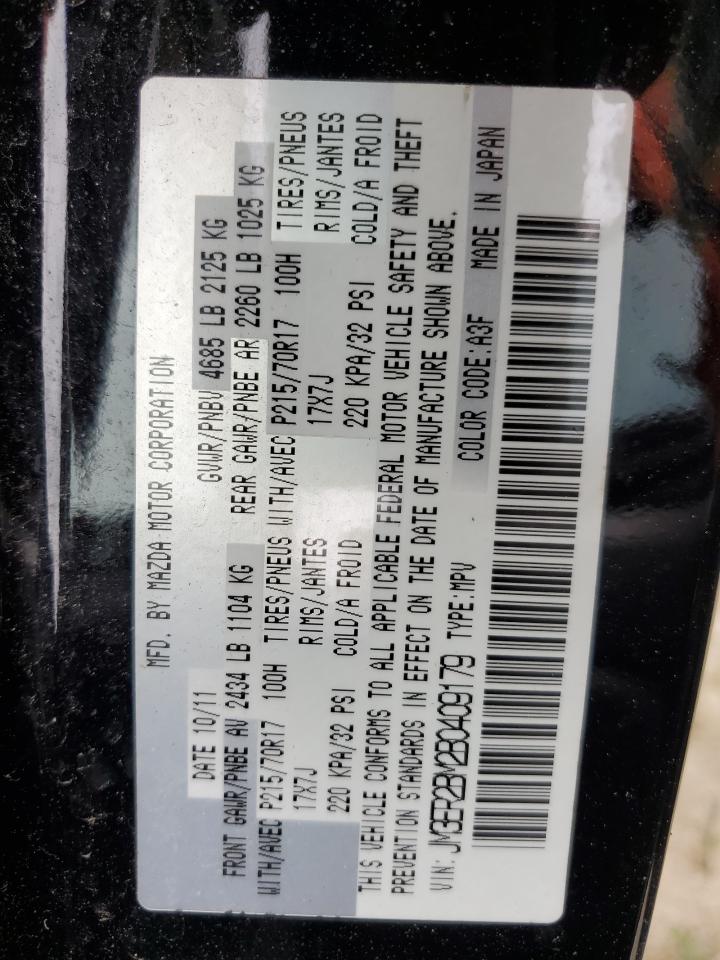 MFD. BY MAZDA MOTOR CORPORATION
DATE 10/11 GVWR/PNBV 4685 LB 2125 KG
FRONT GAWR/PNBE AV 2434 LB 1104 KG REAR GAWR/PNBE AR 2260 LB 1025 KG
WITH/AVEC P215/70R17 100H TIRES/PNEUS WITH/AVEC P215/70R17 100H TIRES/PNEUS
17X7J RIMS/JANTES 17X7J RIMS/JANTES
220 KPA/32 PSI COLD/A FROID 220 KPA/32 PSI COLD/A FROID
THIS VEHICLE CONFORMS TO ALL APPLICABLE FEDERAL MOTOR VEHICLE SAFETY AND THEFT
PREVENTION STANDARDS IN EFFECT ON THE DATE OF MANUFACTURE SHOWN ABOVE.
VIN: JM3ER2BM2B0409179 TYPE:MPV COLOR CODE:A3F MADE IN JAPAN